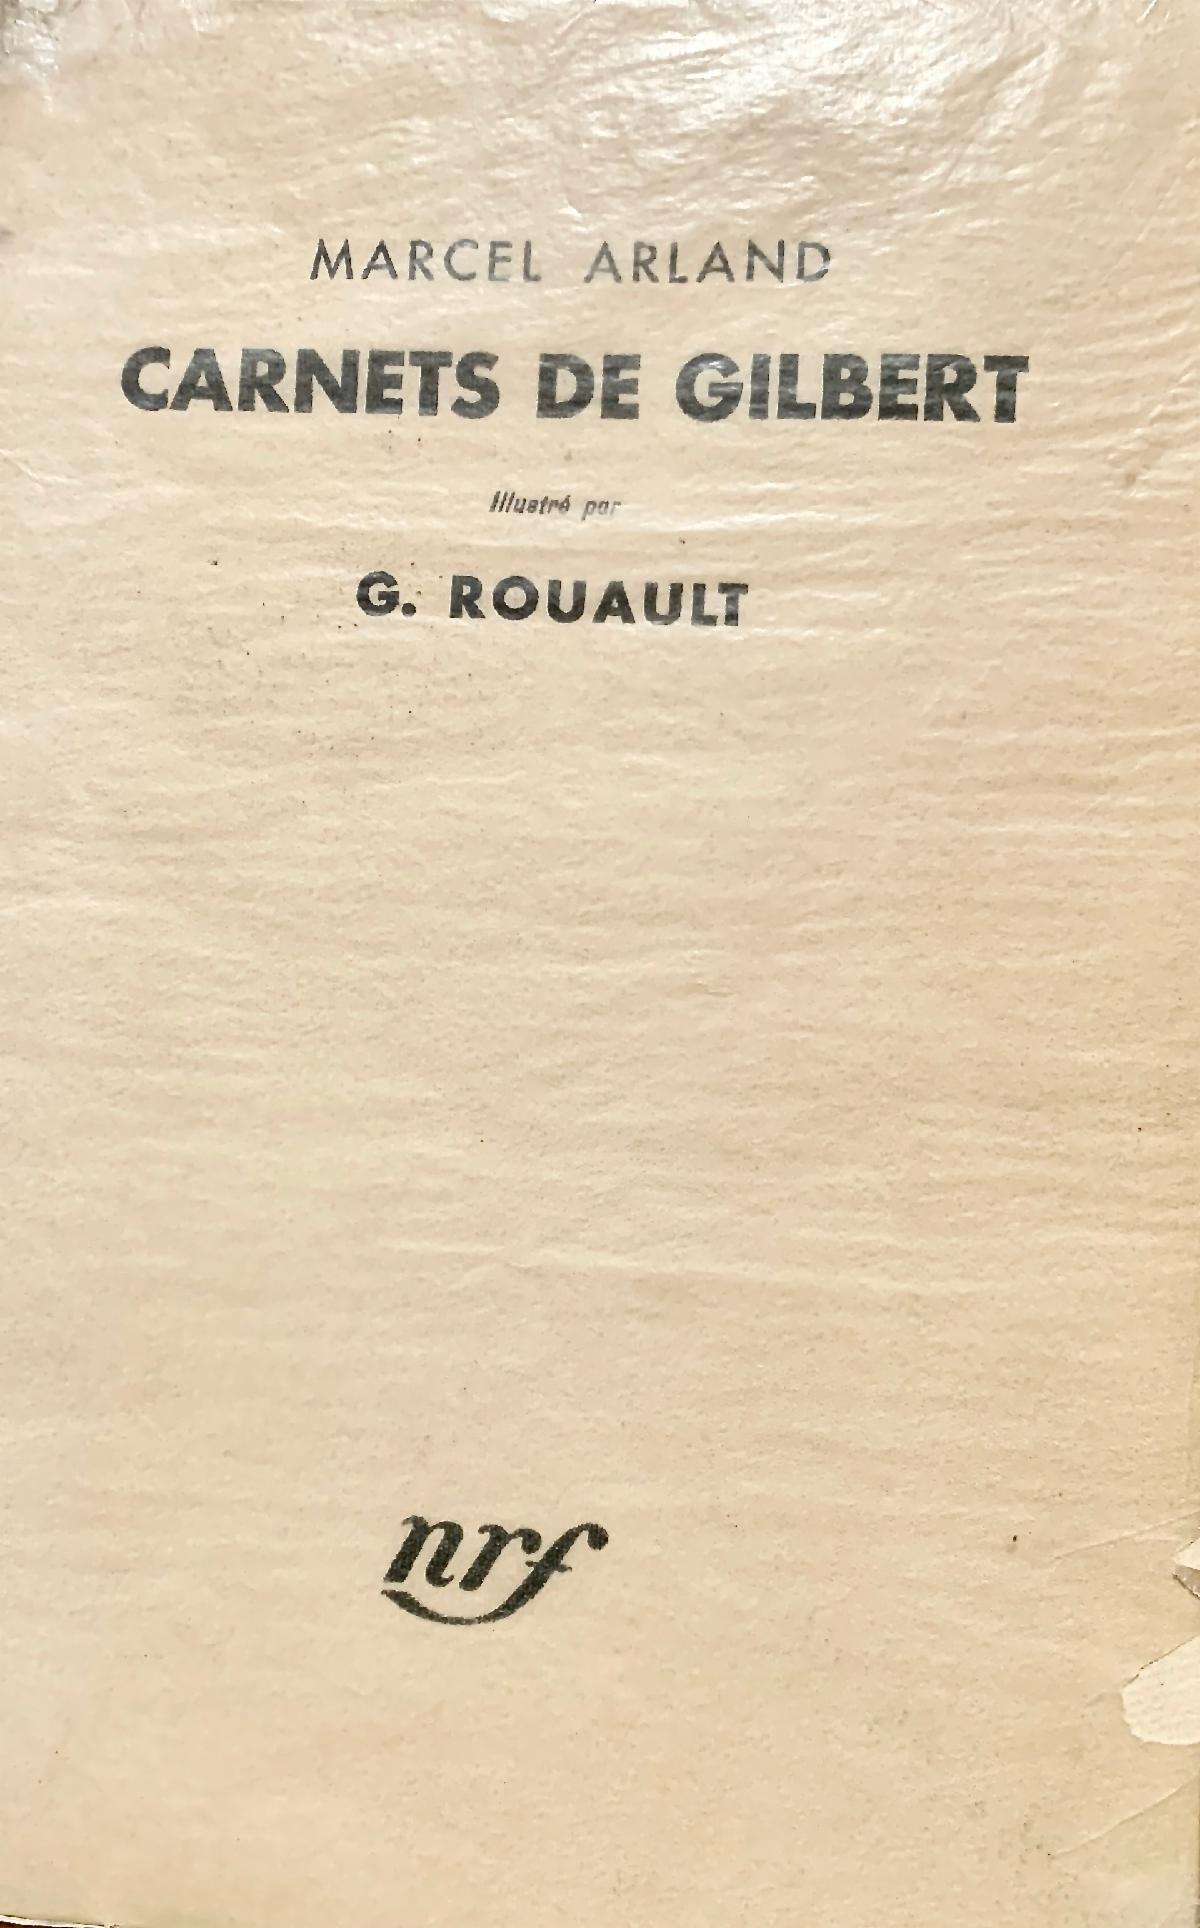 MARCEL ARLAND
CARNETS DE GILBERT
Illustré par
G. ROUAULT
nrf